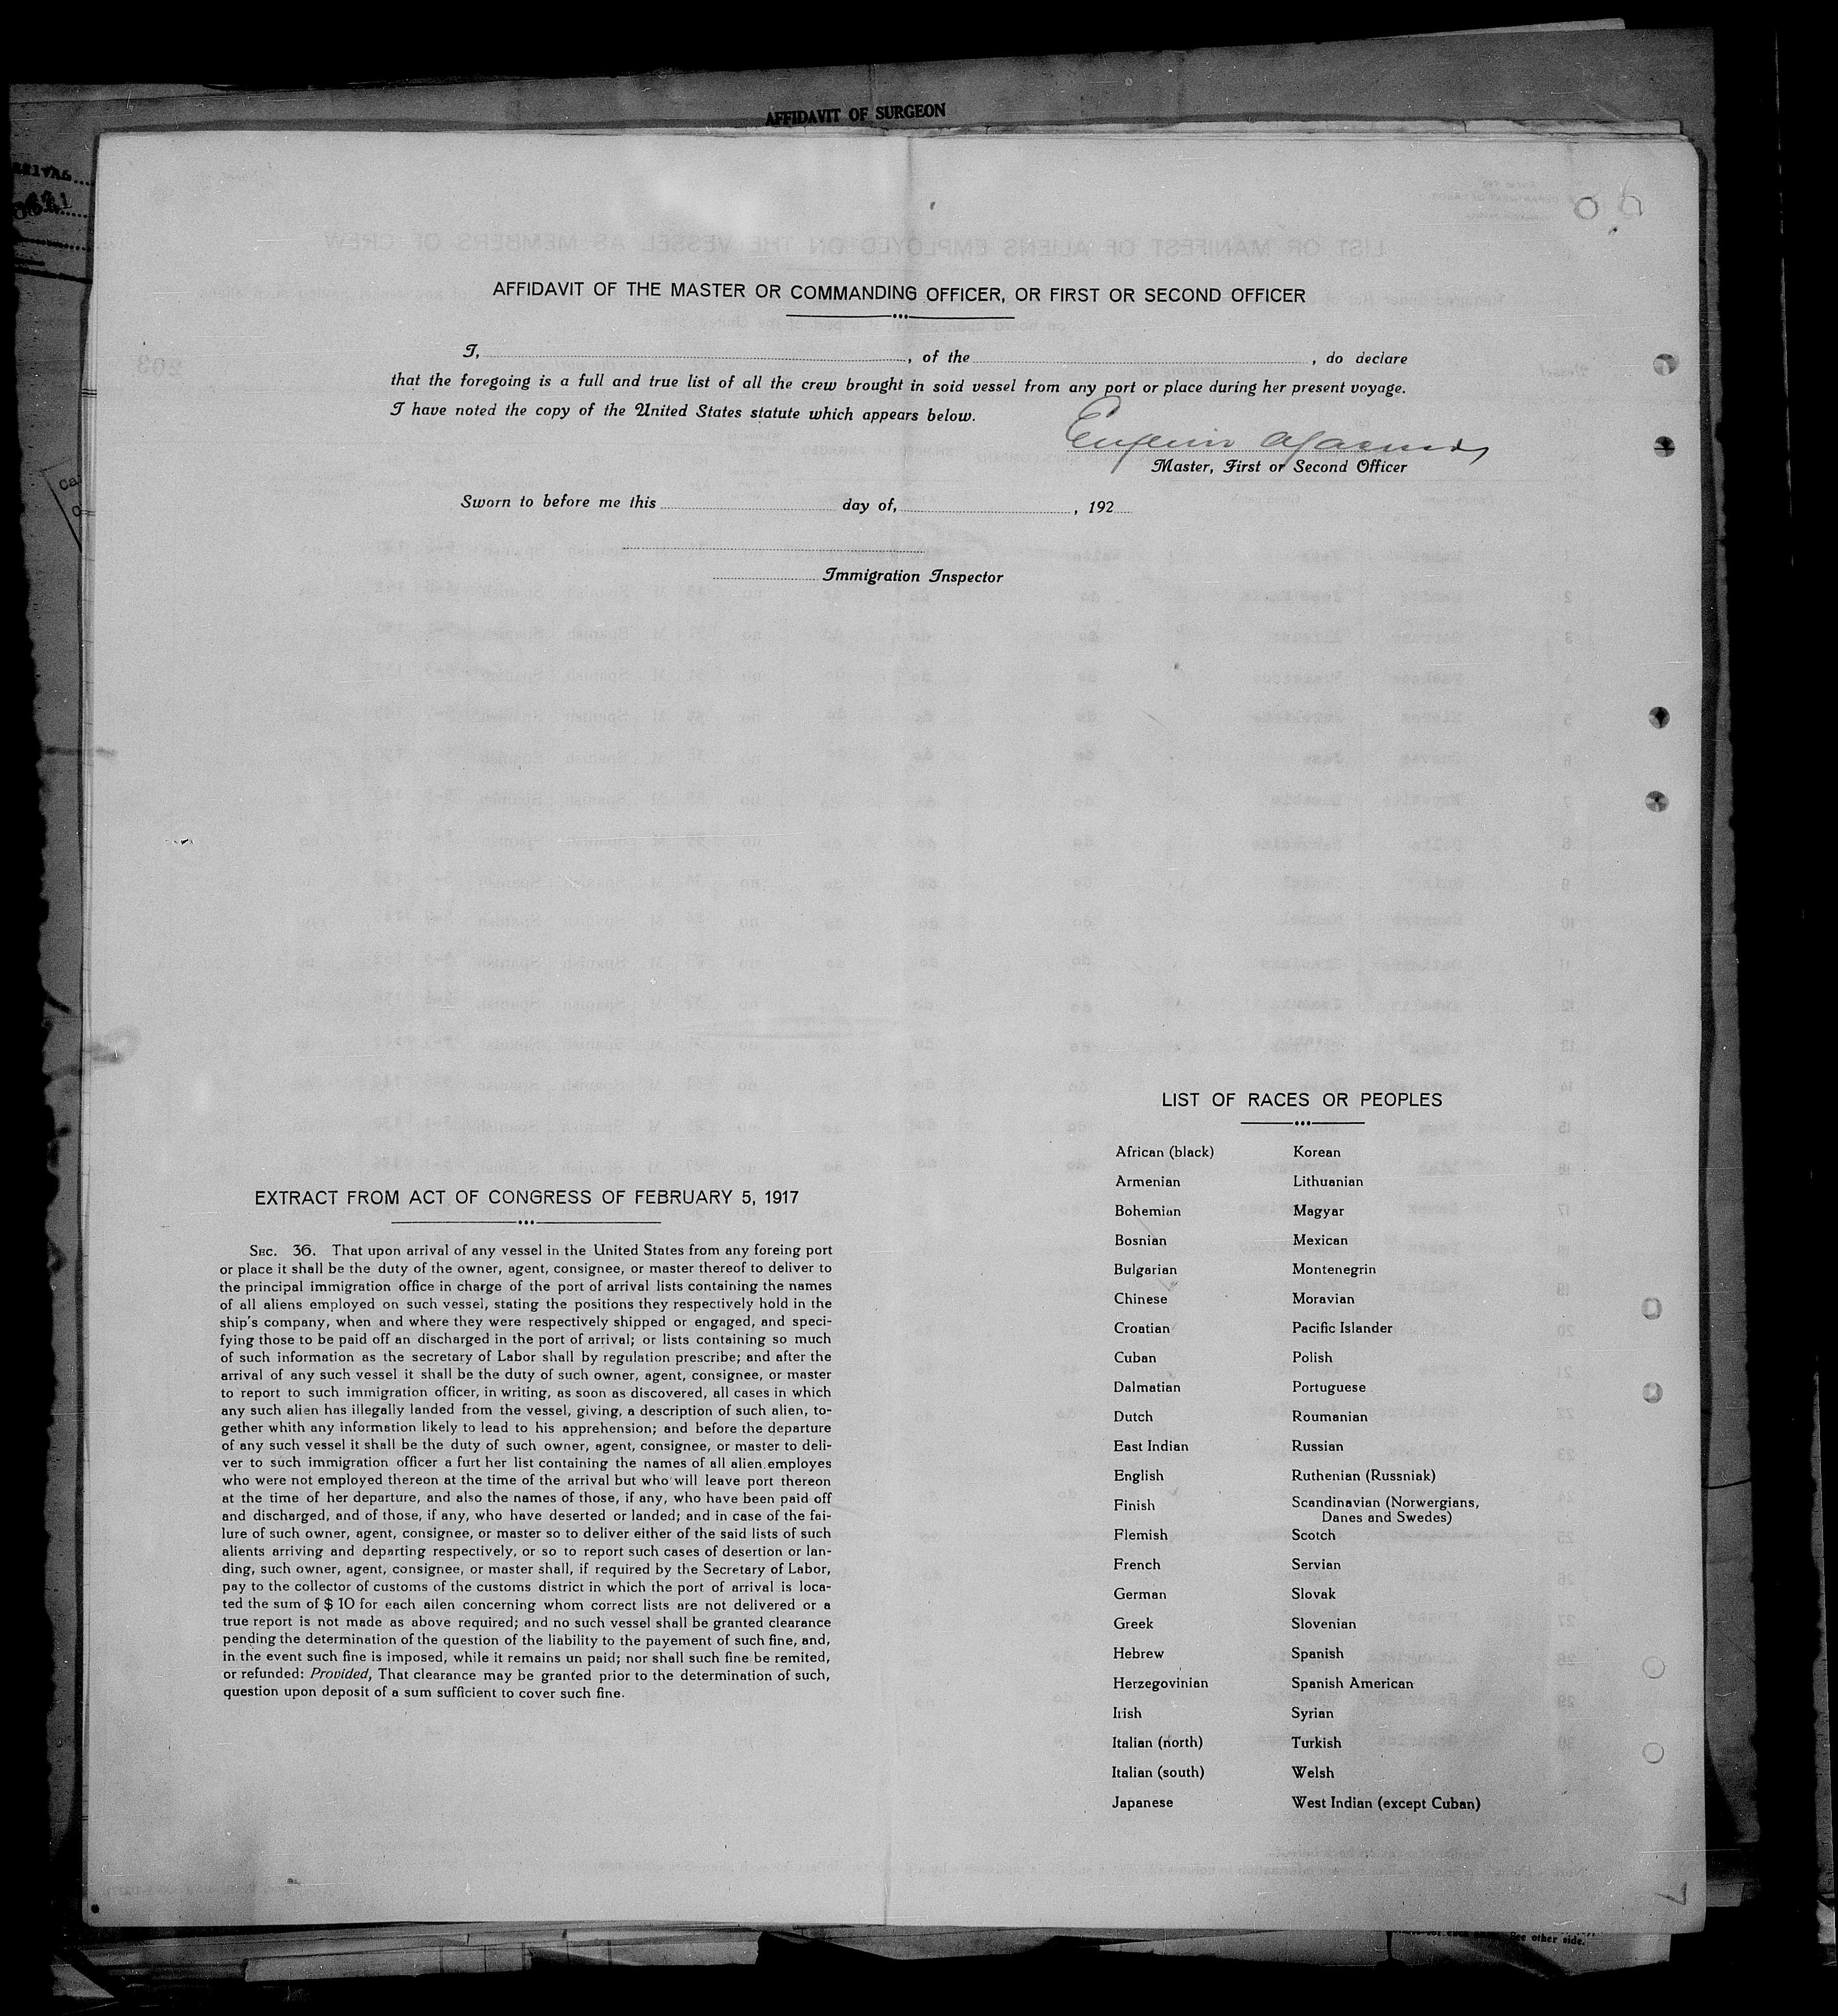 AFFIDAVIT OF SURGEON
AFFIDAVIT OF THE MASTER OR COMMANDING OFFICER, OR FIRST OR SECOND OFFICER
I, , of the , do declare
that the foregoing is a full and true list of all the crew brought in soid vessel from any port or place during her present voyage.
I have noted the copy of the United States statute which appears below.
Master, First or Second Officer
Sworn to before me this day of, , 192
Immigration Inspector
EXTRACT FROM ACT OF CONGRESS OF FEBRUARY 5, 1917
SEC. 36. That upon arrival of any vessel in the United States from any foreing port
or place it shall be the duty of the owner, agent, consignee, or master thereof to deliver to
the principal immigration office in charge of the port of arrival lists containing the names
of all aliens employed on such vessel, stating the positions they respectively hold in the
ship's company, when and where they were respectively shipped or engaged, and speci-
fying those to be paid off an discharged in the port of arrival; or lists containing so much
of such information as the secretary of Labor shall by regulation prescribe; and after the
arrival of any such vessel it shall be the duty of such owner, agent, consignee, or master
to report to such immigration officer, in writing, as soon as discovered, all cases in which
any such alien has illegally landed from the vessel, giving, a description of such alien, to-
gether whith any information likely to lead to his apprehension; and before the departure
of any such vessel it shall be the duty of such owner, agent, consignee, or master to deli-
ver to such immigration officer a furt her list containing the names of all alien employes
who were not employed thereon at the time of the arrival but who will leave port thereon
at the time of her departure, and also the names of those, if any, who have been paid off
and discharged, and of those, if any, who have deserted or landed; and in case of the fai-
lure of such owner, agent, consignee, or master so to deliver either of the said lists of such
alients arriving and departing respectively, or so to report such cases of desertion or lan-
ding, such owner, agent, consignee, or master shall, if required by the Secretary of Labor,
pay to the collector of customs of the customs district in which the port of arrival is loca-
ted the sum of $ 10 for each ailen concerning whom correct lists are not delivered or a
true report is not made as above required; and no such vessel shall be granted clearance
pending the determination of the question of the liability to the payement of such fine, and,
in the event such fine is imposed, while it remains un paid; nor shall such fine be remited,
or refunded: Provided, That clearance may be granted prior to the determination of such,
question upon deposit of a sum sufficient to cover such fine.
LIST OF RACES OR PEOPLES
African (black) Korean
Armenian Lithuanian
Bohemian Magyar
Bosnian Mexican
Bulgarian Montenegrin
Chinese Moravian
Croatian Pacific Islander
Cuban Polish
Dalmatian Portuguese
Dutch Roumanian
East Indian Russian
English Ruthenian (Russniak)
Finish Scandinavian (Norwergians,
Danes and Swedes)
Flemish Scotch
French Servian
German Slovak
Greek Slovenian
Hebrew Spanish
Herzegovinian Spanish American
Irish Syrian
Italian (north) Turkish
Italian (south) Welsh
Japanese West Indian (except Cuban)
See other side.